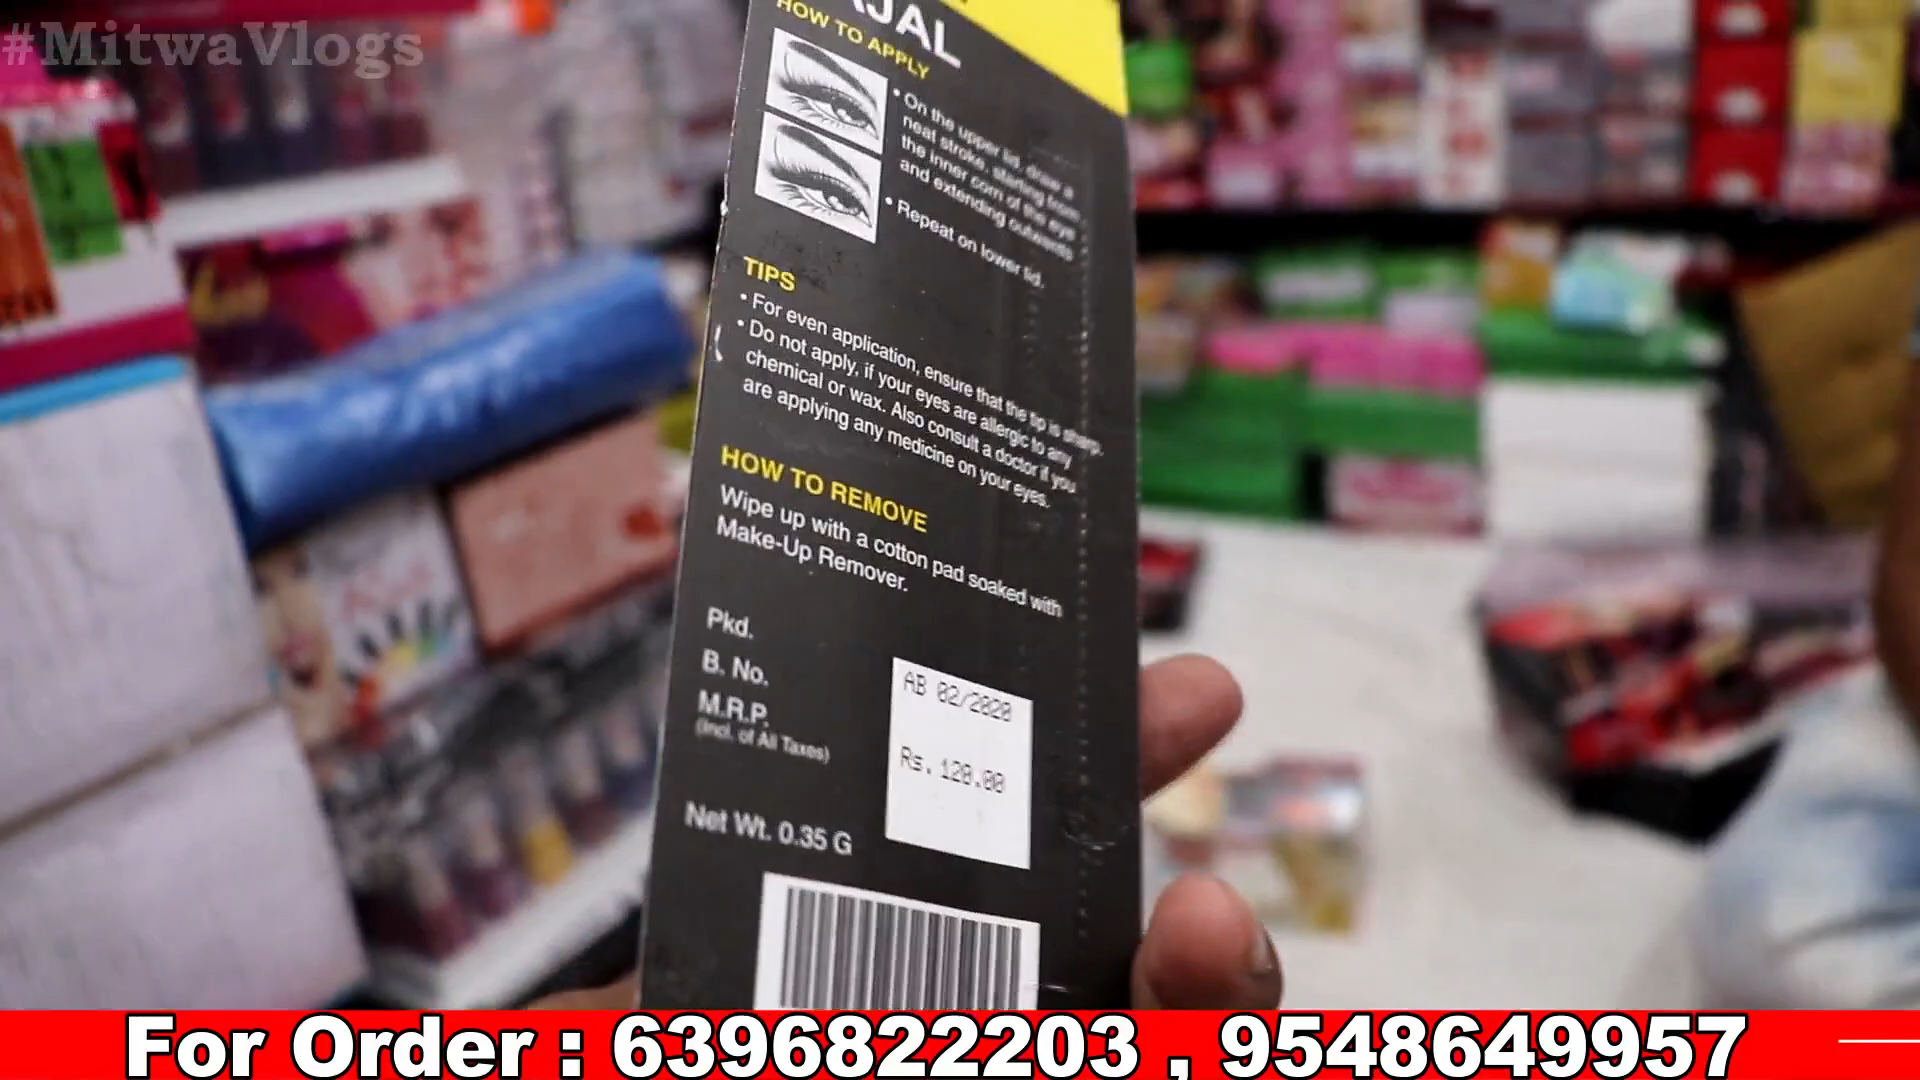 #MitwaVlogs
AJAL
HOW TO APPLY
• On the upper lid, draw a
neat stroke, starting from
the inner corn of the eye
and extending outwards
• Repeat on lower lid.
TIPS
• For even application, ensure that the tip is sharp.
• Do not apply, if your eyes are allergic to any
chemical or wax. Also consult a doctor if you
are applying any medicine on your eyes.
HOW TO REMOVE
Wipe up with a cotton pad soaked with
Make-Up Remover.
Pkd.
B. No.
AB 02/2020
M.R.P.
(Incl. of All Taxes)
Rs. 120.00
Net Wt. 0.35 G
For Order : 6396822203 , 9548649957